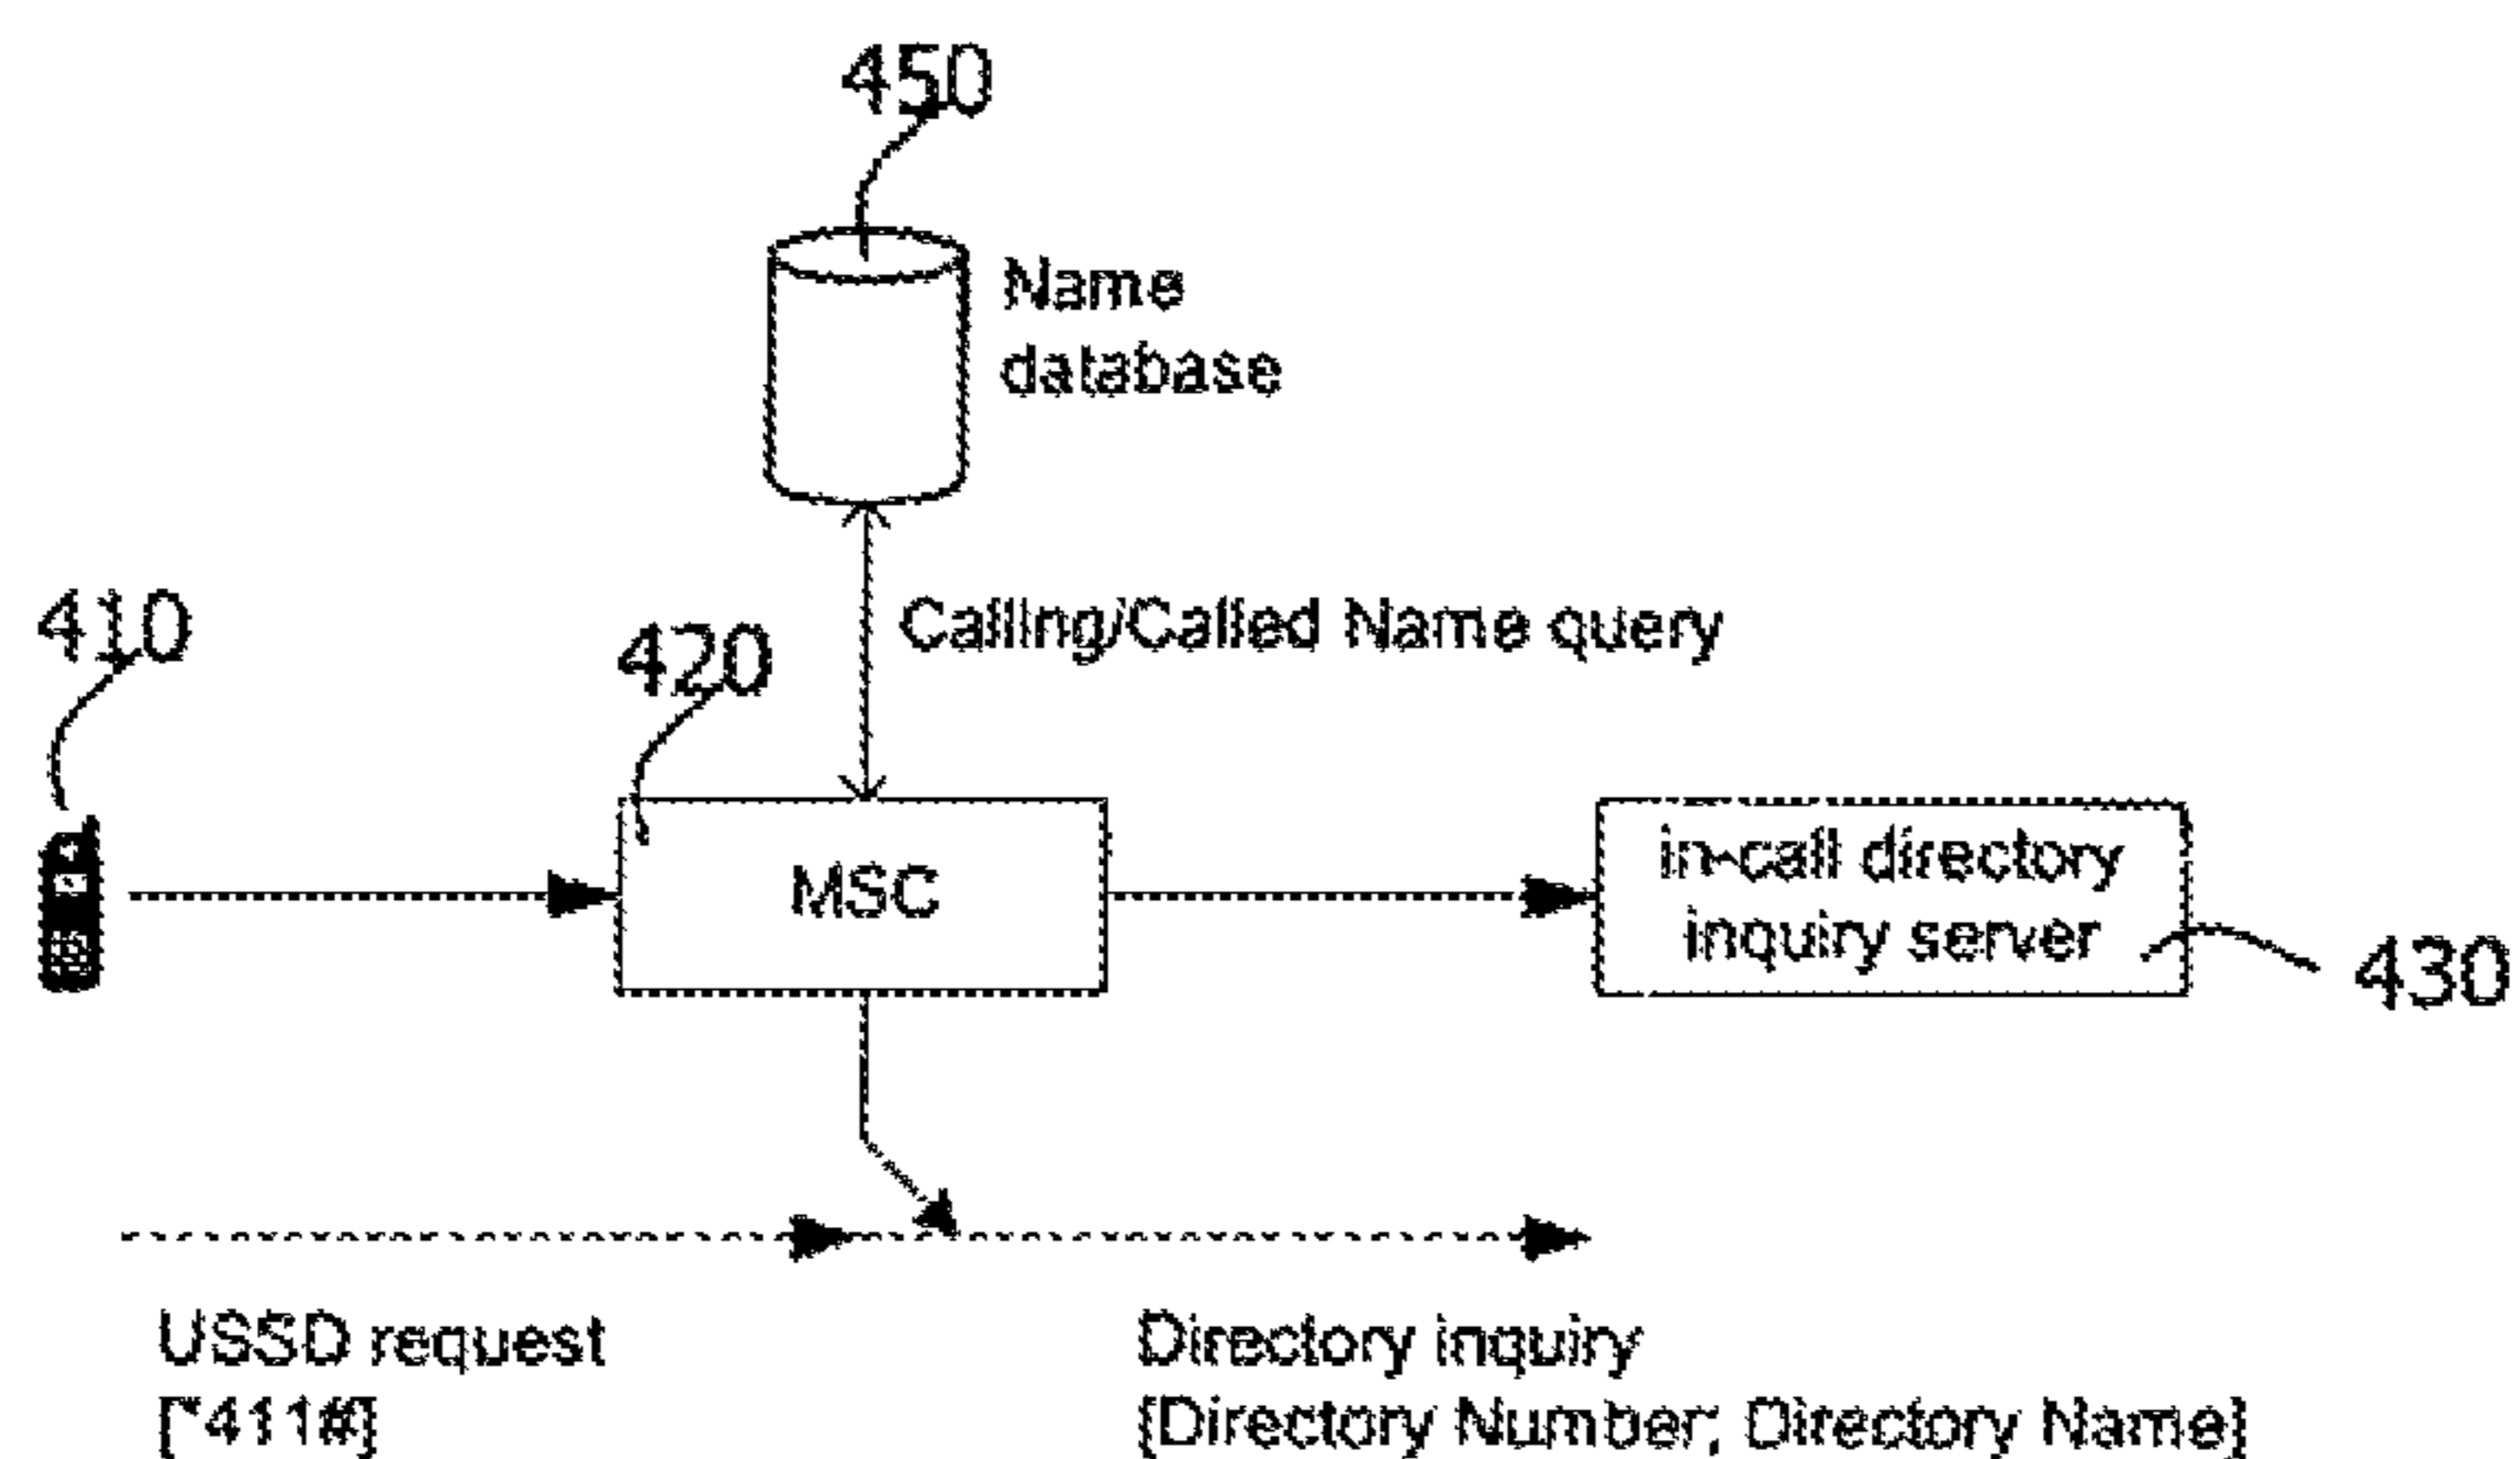 450
Name
database
410
420
Calling/Called Name query
MSC
in-call directory
inquiry server
430
USSD request
[*411#]
Directory inquiry
[Directory Number, Directory Name]